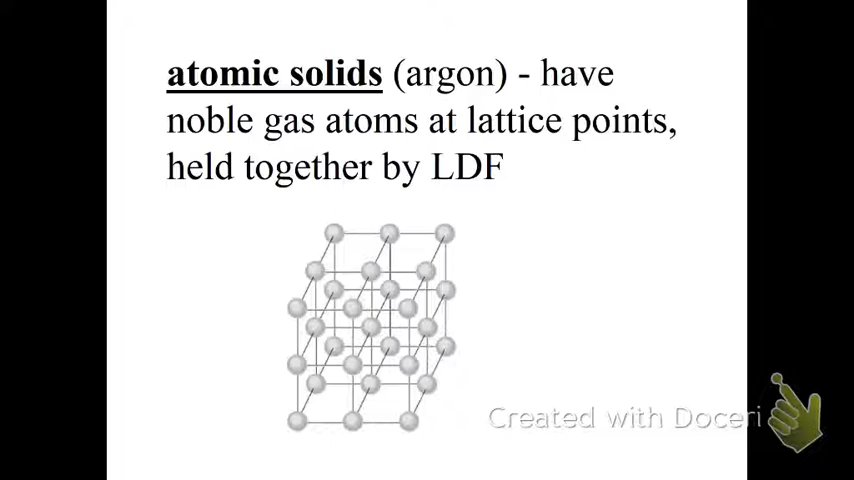 atomic solids (argon) - have
noble gas atoms at lattice points,
held together by LDF
Created with Doceri